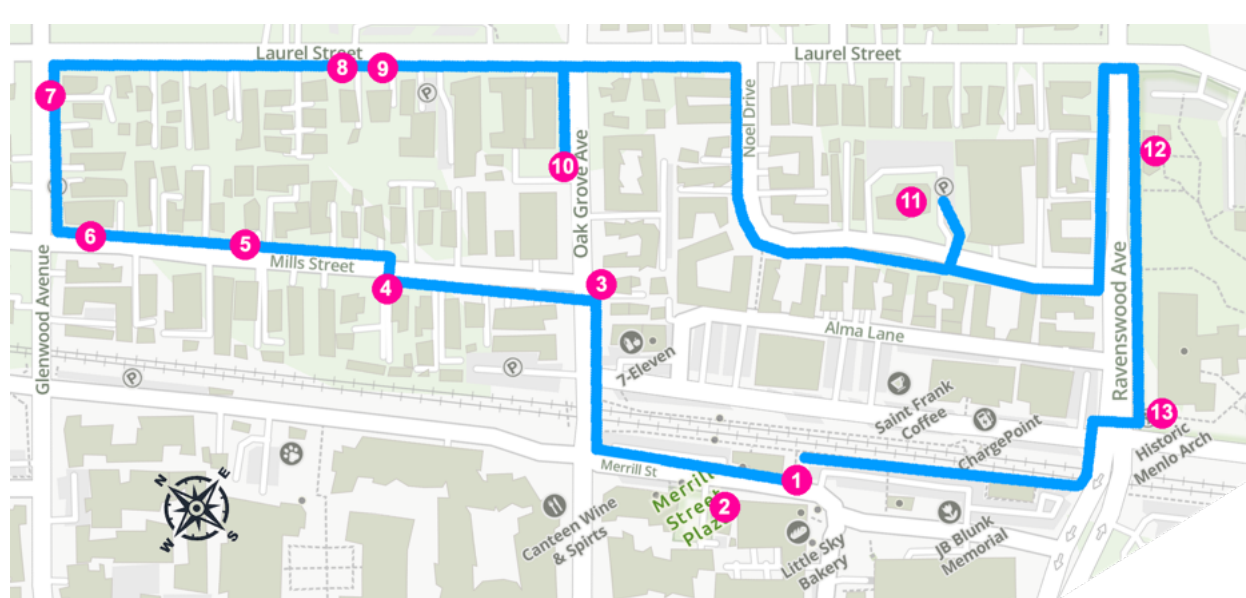 Laurel Street
Laurel Street
8
9
7
P
Noel Drive
12
10
Oak Grove Ave
P
11
6
5
Mills Street
4
3
Glenwood Avenue
Ravenswood Ave
Alma Lane
7-Eleven
P
P
Saint Frank
Coffee
ChargePoint
13
Historic
Menlo Arch
Merrill St
1
Merrill
Street
Plaz
2
N
E
W
S
Canteen Wine
& Spirts
Little Sky
Bakery
JB Blunk
Memorial